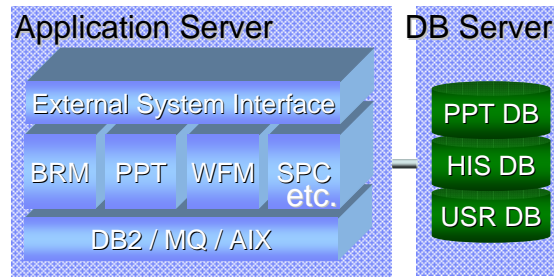 Application Server
External System Interface
BRM PPT WFM SPC
etc.
DB2 / MQ / AIX
DB Server
PPT DB
HIS DB
USR DB